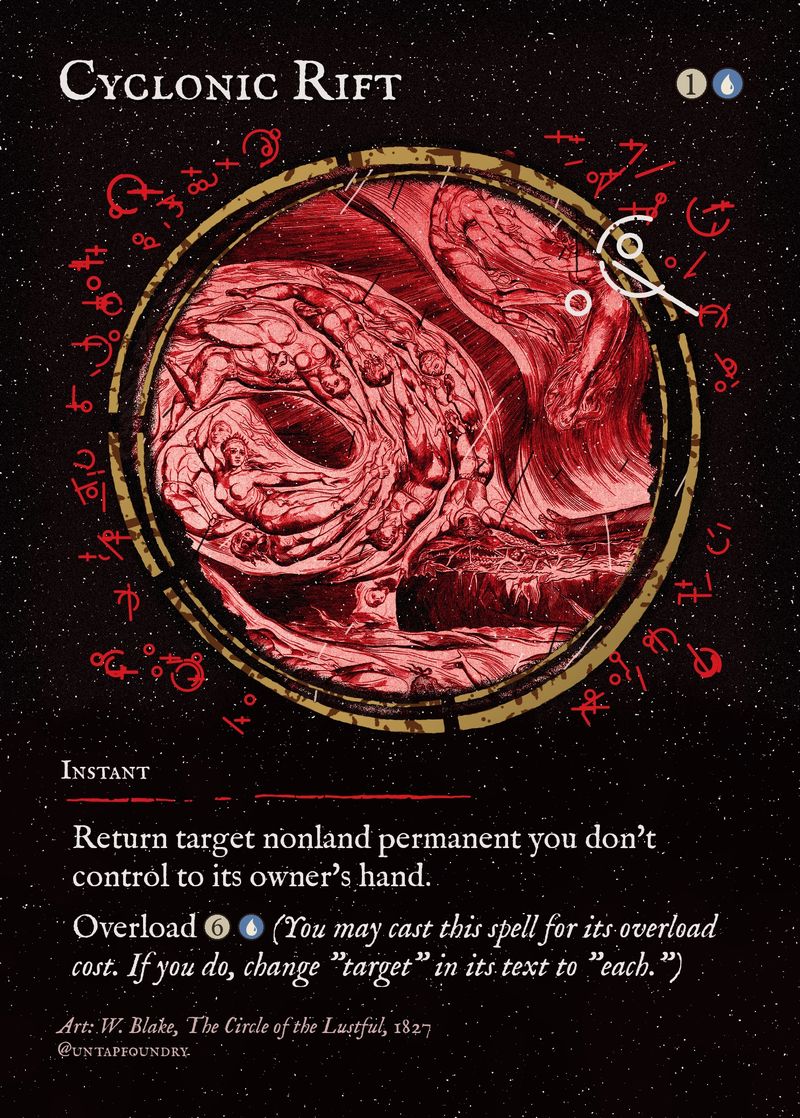 Cyclonic Rift
1
Instant
Return target nonland permanent you don't
control to its owner's hand.
Overload 6 (You may cast this spell for its overload
cost. If you do, change "target" in its text to "each.")
Art: W. Blake, The Circle of the Lustful, 1827
@untapfoundry